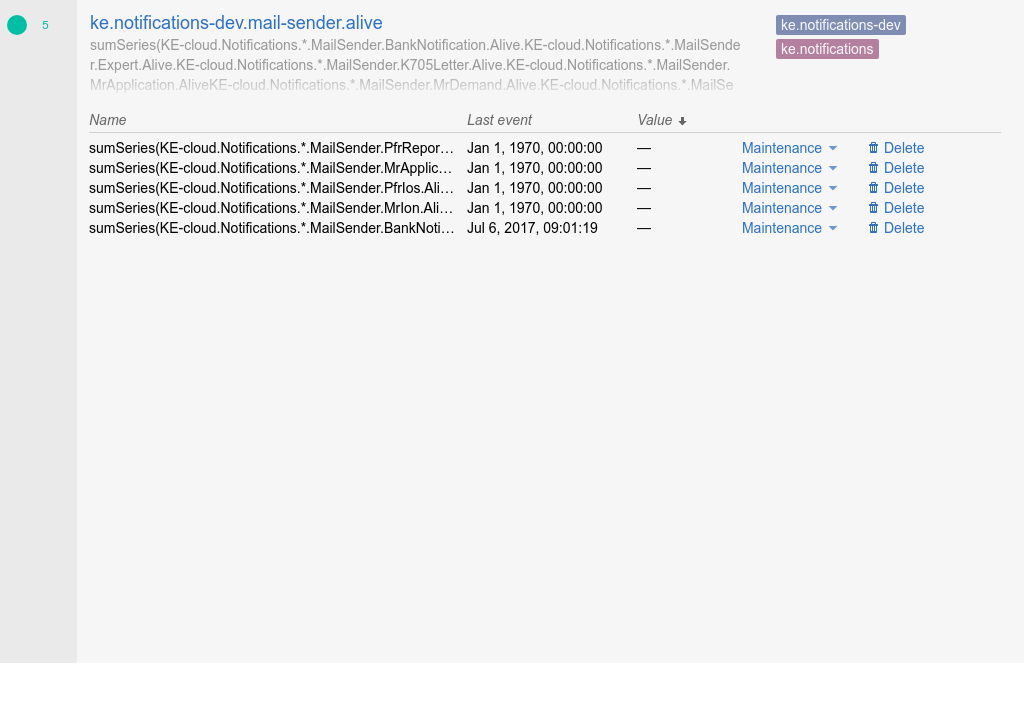 5
ke.notifications-dev.mail-sender.alive
ke.notifications-dev
sumSeries(KE-cloud.Notifications.*.MailSender.BankNotification.Alive.KE-cloud.Notifications.*.MailSende
ke.notifications
r.Expert.Alive.KE-cloud.Notifications.*.MailSender.K705Letter.Alive.KE-cloud.Notifications.*.MailSender.
MrApplication.AliveKE-cloud.Notifications.*.MailSender.MrDemand.Alive.KE-cloud.Notifications.*.MailSe
Name Last event Value
sumSeries(KE-cloud.Notifications.*.MailSender.PfrRepor… Jan 1, 1970, 00:00:00 — Maintenance Delete
sumSeries(KE-cloud.Notifications.*.MailSender.MrApplic… Jan 1, 1970, 00:00:00 — Maintenance Delete
sumSeries(KE-cloud.Notifications.*.MailSender.PfrIos.Ali… Jan 1, 1970, 00:00:00 — Maintenance Delete
sumSeries(KE-cloud.Notifications.*.MailSender.MrIon.Ali… Jan 1, 1970, 00:00:00 — Maintenance Delete
sumSeries(KE-cloud.Notifications.*.MailSender.BankNoti… Jul 6, 2017, 09:01:19 — Maintenance Delete